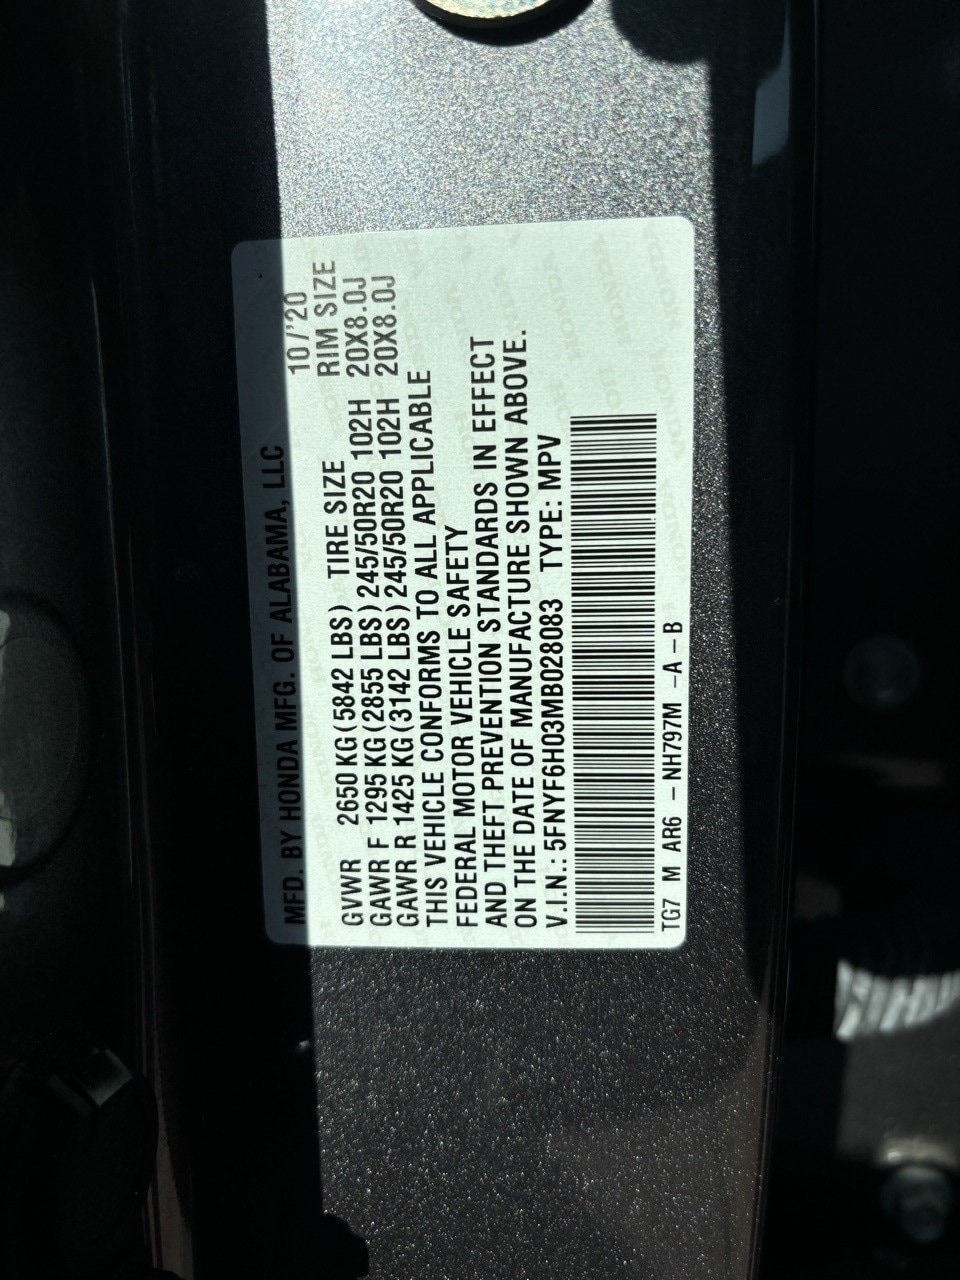 MFD. BY HONDA MFG. OF ALABAMA, LLC
10/'20
GVWR 2650 KG (5842 LBS) TIRE SIZE RIM SIZE
GAWR F 1295 KG (2855 LBS) 245/50R20 102H 20X8.0J
GAWR R 1425 KG (3142 LBS) 245/50R20 102H 20X8.0J
THIS VEHICLE CONFORMS TO ALL APPLICABLE
FEDERAL MOTOR VEHICLE SAFETY
AND THEFT PREVENTION STANDARDS IN EFFECT
ON THE DATE OF MANUFACTURE SHOWN ABOVE.
V.I.N.: 5FNYF6H03MB028083 TYPE: MPV
TG7 M AR6 -NH797M -A-B